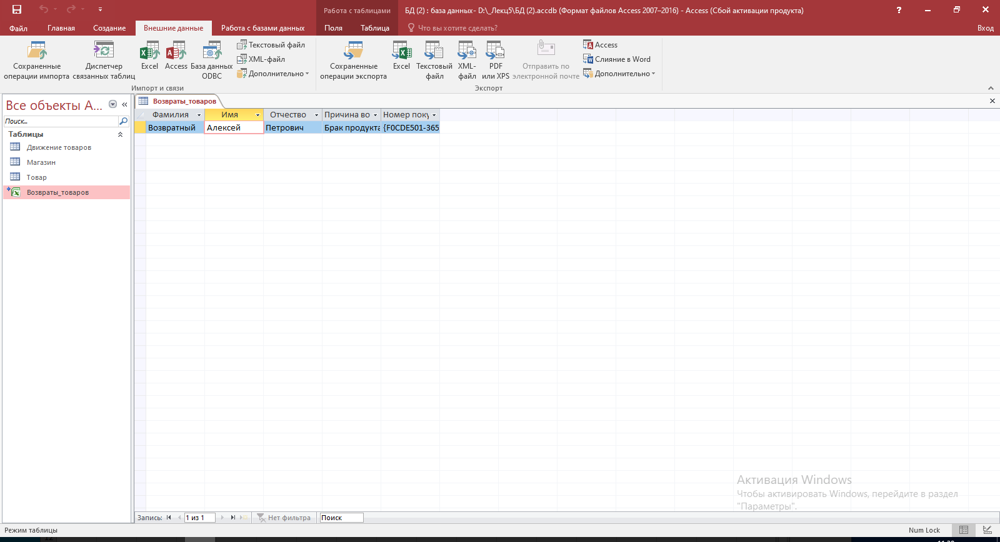 Работа с таблицами
БД (2) : база данных- D:\_Лекц5\БД (2).accdb (Формат файлов Access 2007–2016) - Access (Сбой активации продукта)
?
Файл
Главная
Создание
Внешние данные
Работа с базами данных
Поля
Таблица
Что вы хотите сделать?
Вход
Сохраненные операции импорта
Диспетчер связанных таблиц
Excel
Access
База данных ODBC
Текстовый файл
XML-файл
Дополнительно
Импорт и связи
Сохраненные операции экспорта
Excel
Текстовый файл
XML-файл
PDF или XPS
Отправить по электронной почте
Access
Слияние в Word
Дополнительно
Экспорт
Все объекты A...
Поиск...
Таблицы
Движение товаров
Магазин
Товар
Возвраты_товаров
Возвраты_товаров
Фамилия Имя Отчество Причина во Номер поку
Возвратный Алексей Петрович Брак продукта {F0CDE501-365
Активация Windows
Чтобы активировать Windows, перейдите в раздел
"Параметры".
Запись: 1 из 1 Нет фильтра Поиск
Режим таблицы
Num Lock